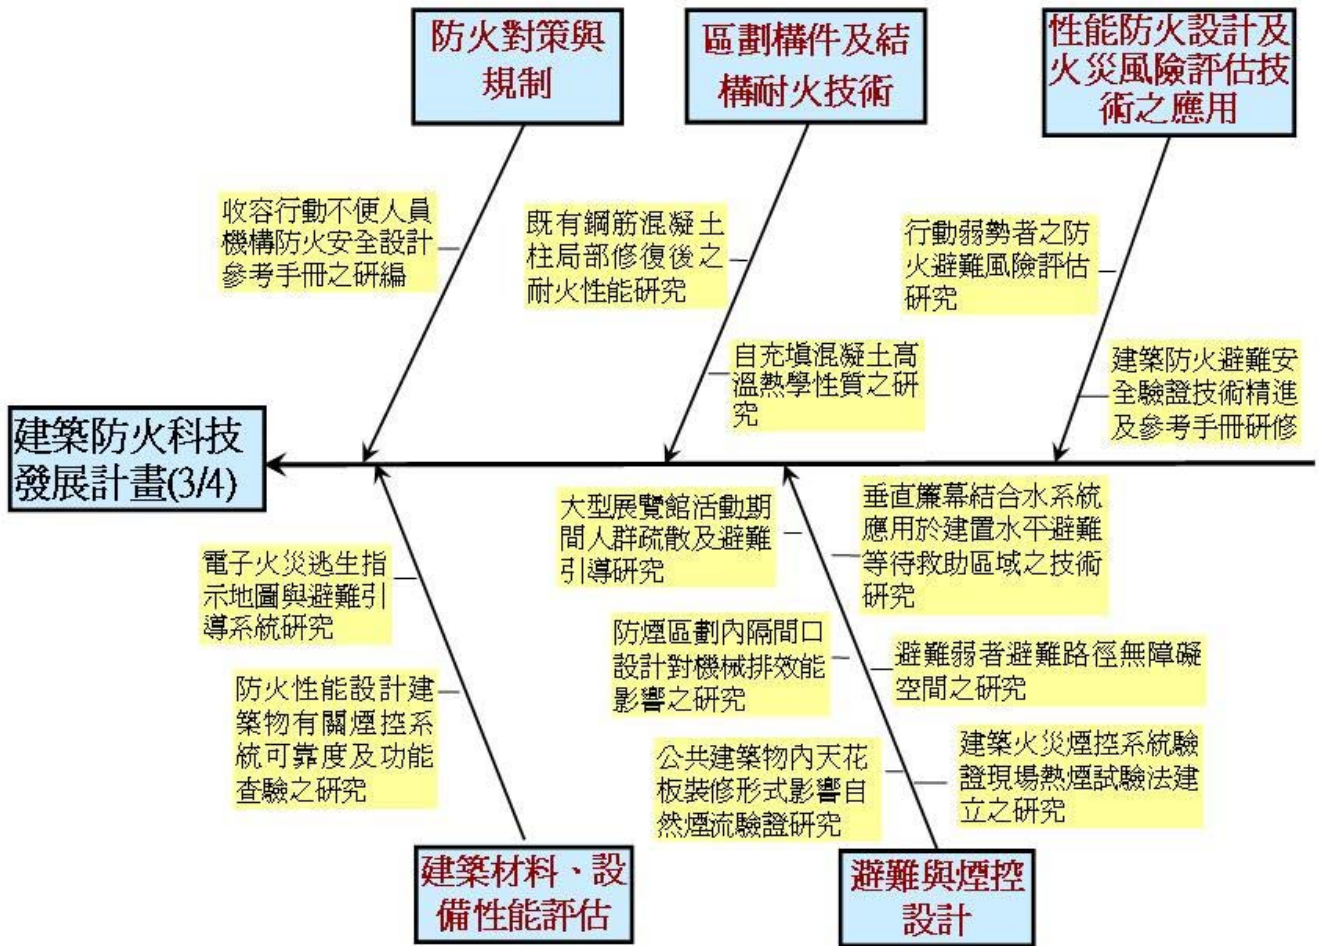 防火對策與
規制
區劃構件及結
構耐火技術
性能防火設計及
火災風險評估技
術之應用
收容行動不便人員
機構防火安全設計
參考手冊之研編
既有鋼筋混凝土
柱局部修復後之
耐火性能研究
行動弱勢者之防
火避難風險評估
研究
自充填混凝土高
溫熱學性質之研
究
建築防火避難安
全驗證技術精進
及參考手冊研修
建築防火科技
發展計畫(3/4)
大型展覽館活動期
間人群疏散及避難
引導研究
垂直簾幕結合水系統
應用於建置水平避難
等待救助區域之技術
研究
電子火災逃生指
示地圖與避難引
導系統研究
防煙區劃內隔間口
設計對機械排效能
影響之研究
避難弱者避難路徑無障礙
空間之研究
防火性能設計建
築物有關煙控系
統可靠度及功能
查驗之研究
公共建築物內天花
板裝修形式影響自
然煙流驗證研究
建築火災煙控系統驗
證現場熱煙試驗法建
立之研究
建築材料、設
備性能評估
避難與煙控
設計